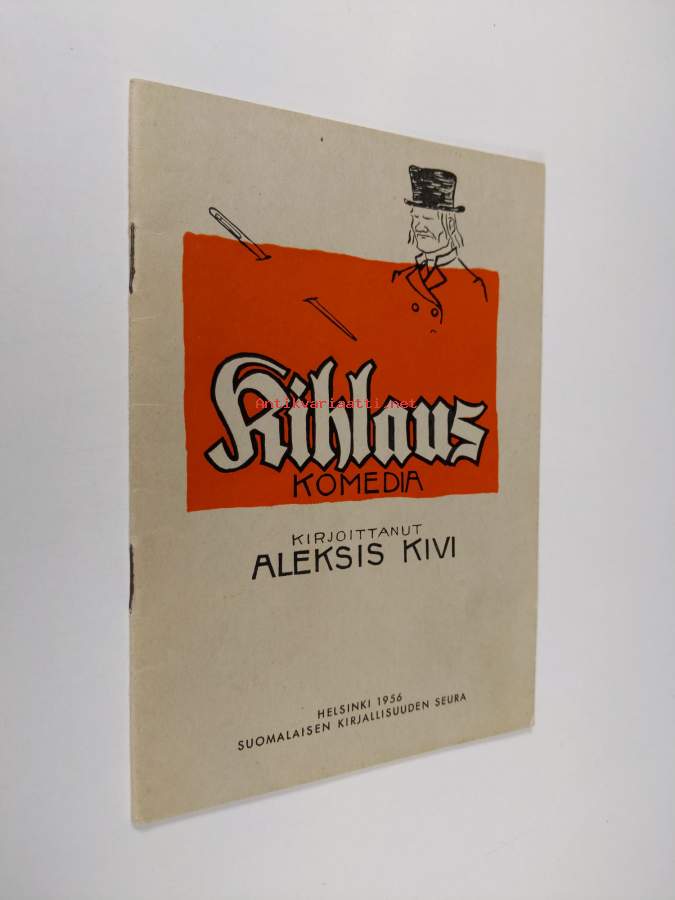 Kihlaus
Antikvariaatti.net
KOMEDIA
KIRJOITTANUT
ALEKSIS KIVI
HELSINKI 1956
SUOMALAISEN KIRJALLISUUDEN SEURA